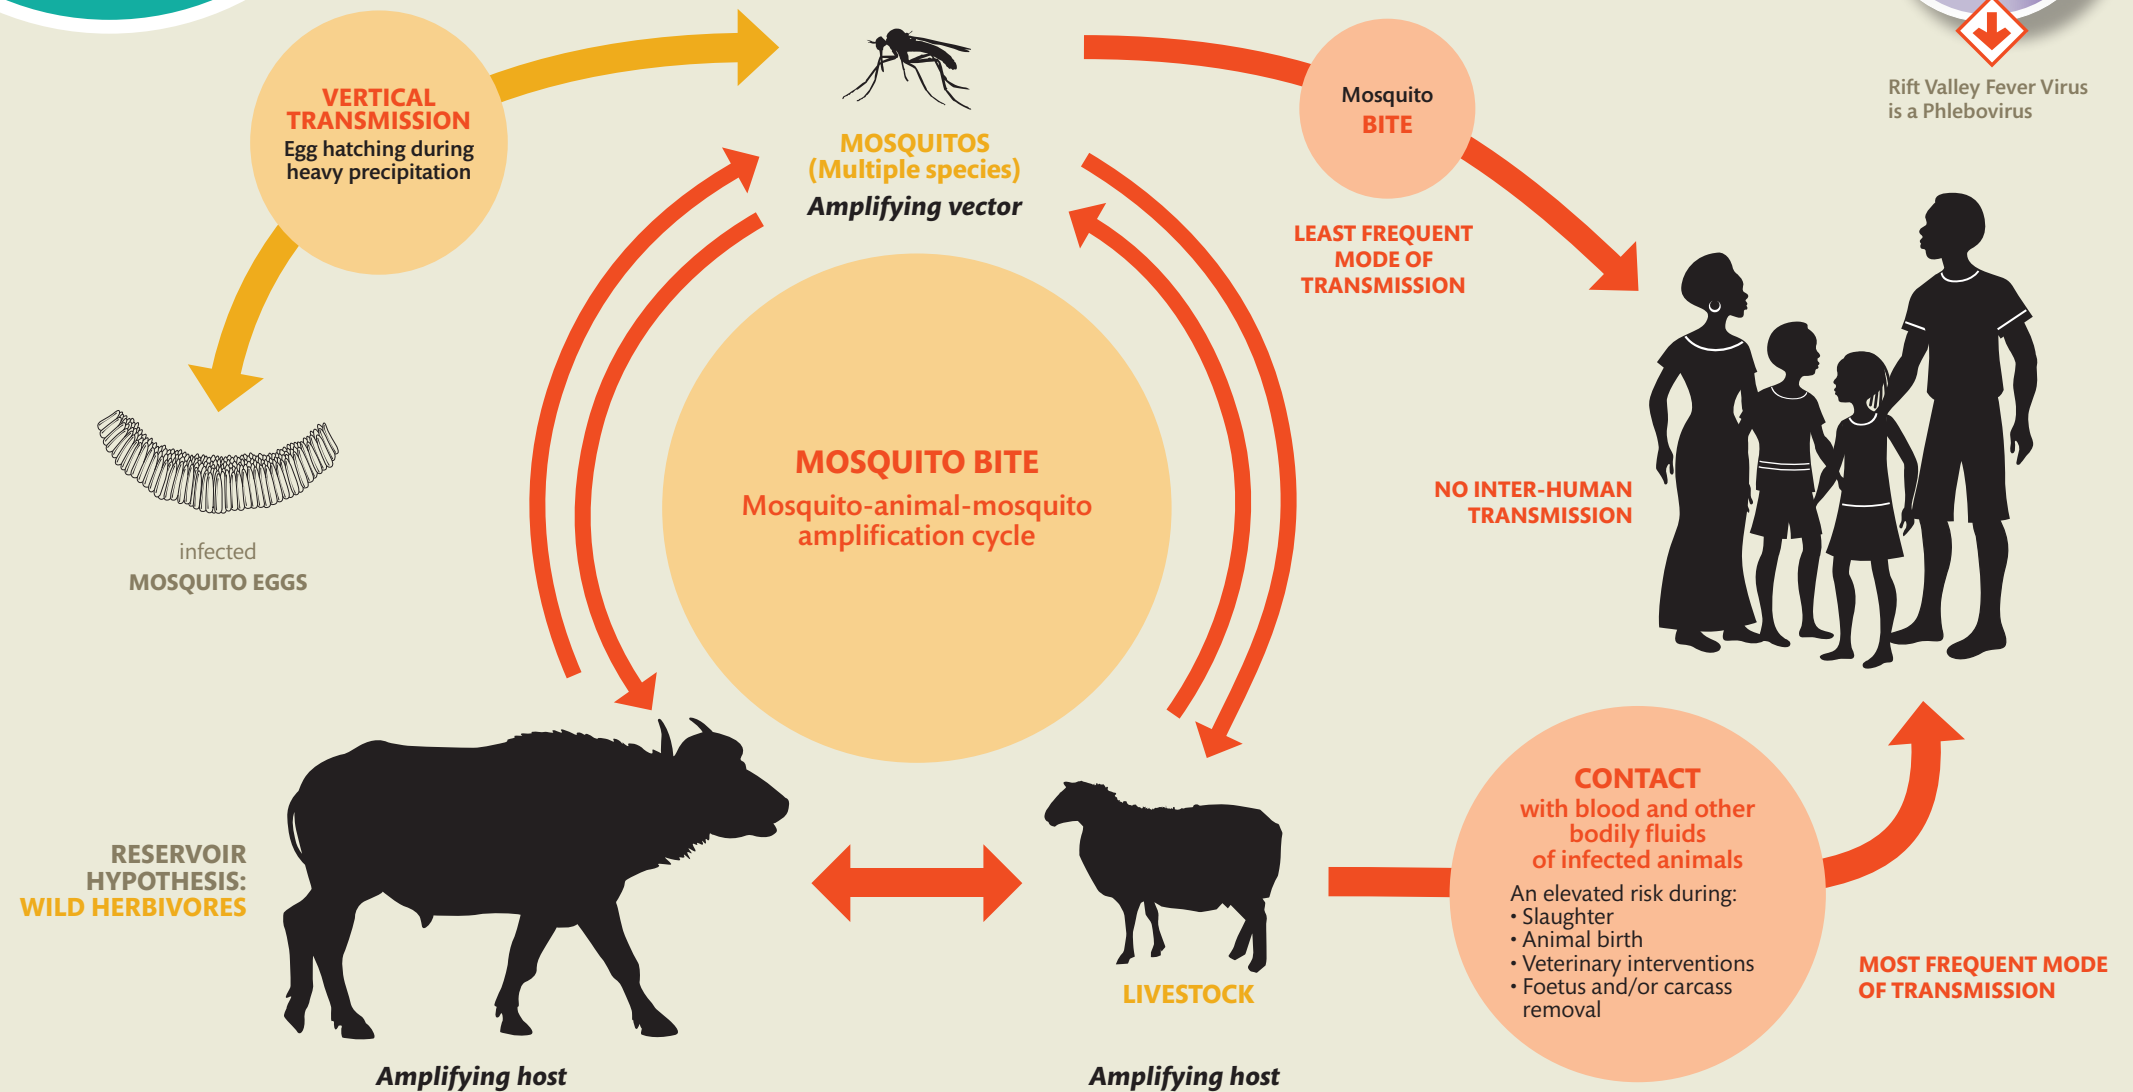 VERTICAL
TRANSMISSION
Egg hatching during
heavy precipitation
MOSQUITOS
(Multiple species)
Amplifying vector
Mosquito
BITE
Rift Valley Fever Virus
is a Phlebovirus
LEAST FREQUENT
MODE OF
TRANSMISSION
MOSQUITO BITE
Mosquito-animal-mosquito
amplification cycle
NO INTER-HUMAN
TRANSMISSION
infected
MOSQUITO EGGS
RESERVOIR
HYPOTHESIS:
WILD HERBIVORES
Amplifying host
LIVESTOCK
Amplifying host
CONTACT
with blood and other
bodily fluids
of infected animals
An elevated risk during:
• Slaughter
• Animal birth
• Veterinary interventions
• Foetus and/or carcass
removal
MOST FREQUENT MODE
OF TRANSMISSION